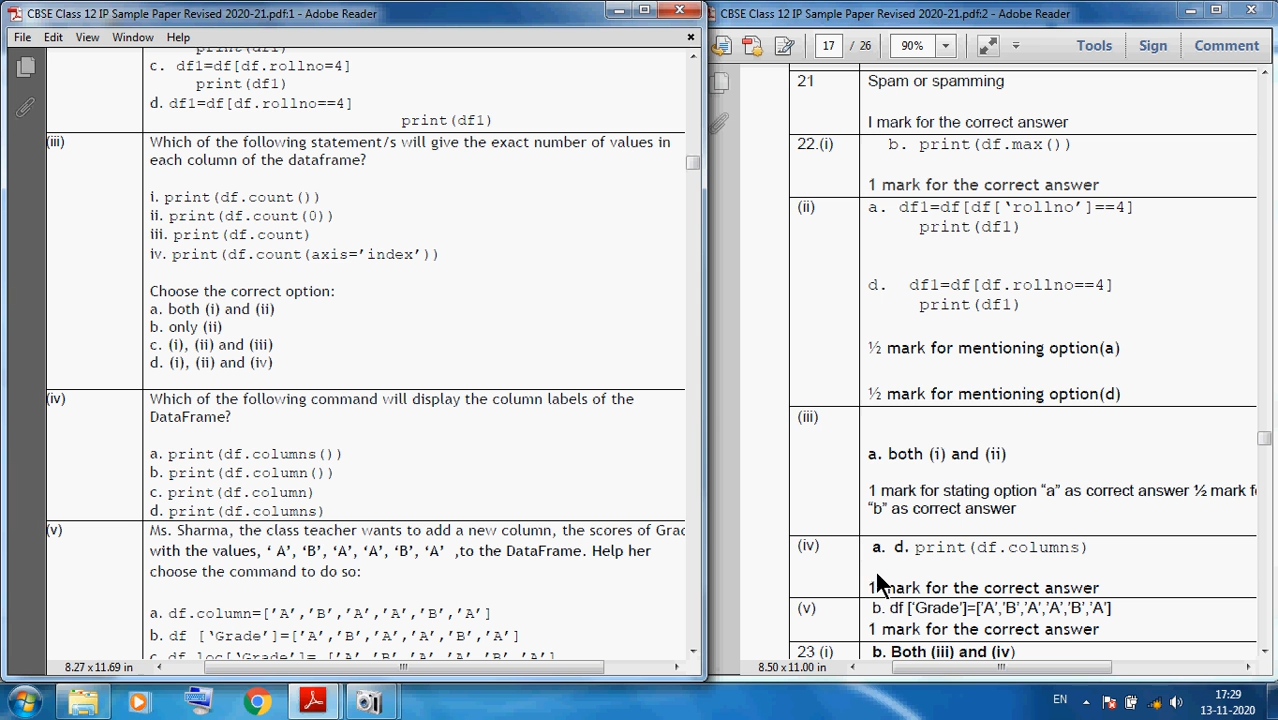 CBSE Class 12 IP Sample Paper Revised 2020-21.pdf:1 - Adobe Reader
File Edit View Window Help
print(df1)
c. df1=df[df.rollno=4]
print(df1)
d. df1=df[df.rollno==4]
print(df1)
(iii) Which of the following statement/s will give the exact number of values in
each column of the dataframe?
i. print(df.count())
ii. print(df.count(0))
iii. print(df.count)
iv. print(df.count(axis=’index’))
Choose the correct option:
a. both (i) and (ii)
b. only (ii)
c. (i), (ii) and (iii)
d. (i), (ii) and (iv)
(iv) Which of the following command will display the column labels of the
DataFrame?
a. print(df.columns())
b. print(df.column())
c. print(df.column)
d. print(df.columns)
(v) Ms. Sharma, the class teacher wants to add a new column, the scores of Grad
with the values, ‘ A’, ‘B’, ‘A’, ‘A’, ‘B’, ‘A’ ,to the DataFrame. Help her
choose the command to do so:
a. df.column=[’A’,’B’,’A’,’A’,’B’,’A’]
b. df [‘Grade’]=[’A’,’B’,’A’,’A’,’B’,’A’]
c. df.loc[‘Grade’]= [’A’,’B’,’A’,’A’,’B’,’A’]
8.27 x 11.69 in
CBSE Class 12 IP Sample Paper Revised 2020-21.pdf:2 - Adobe Reader
17 / 26 90% Tools Sign Comment
21 Spam or spamming
I mark for the correct answer
22.(i) b. print(df.max())
1 mark for the correct answer
(ii) a. df1=df[df[‘rollno’]==4]
print(df1)
d. df1=df[df.rollno==4]
print(df1)
½ mark for mentioning option(a)
½ mark for mentioning option(d)
(iii)
a. both (i) and (ii)
1 mark for stating option “a” as correct answer ½ mark f
“b” as correct answer
(iv) a. d. print(df.columns)
1 mark for the correct answer
(v) b. df [‘Grade’]=[‘A’,’B’,’A’,’A’,’B’,’A’]
1 mark for the correct answer
23 (i) b. Both (iii) and (iv)
8.50 x 11.00 in
EN 17:29
13-11-2020